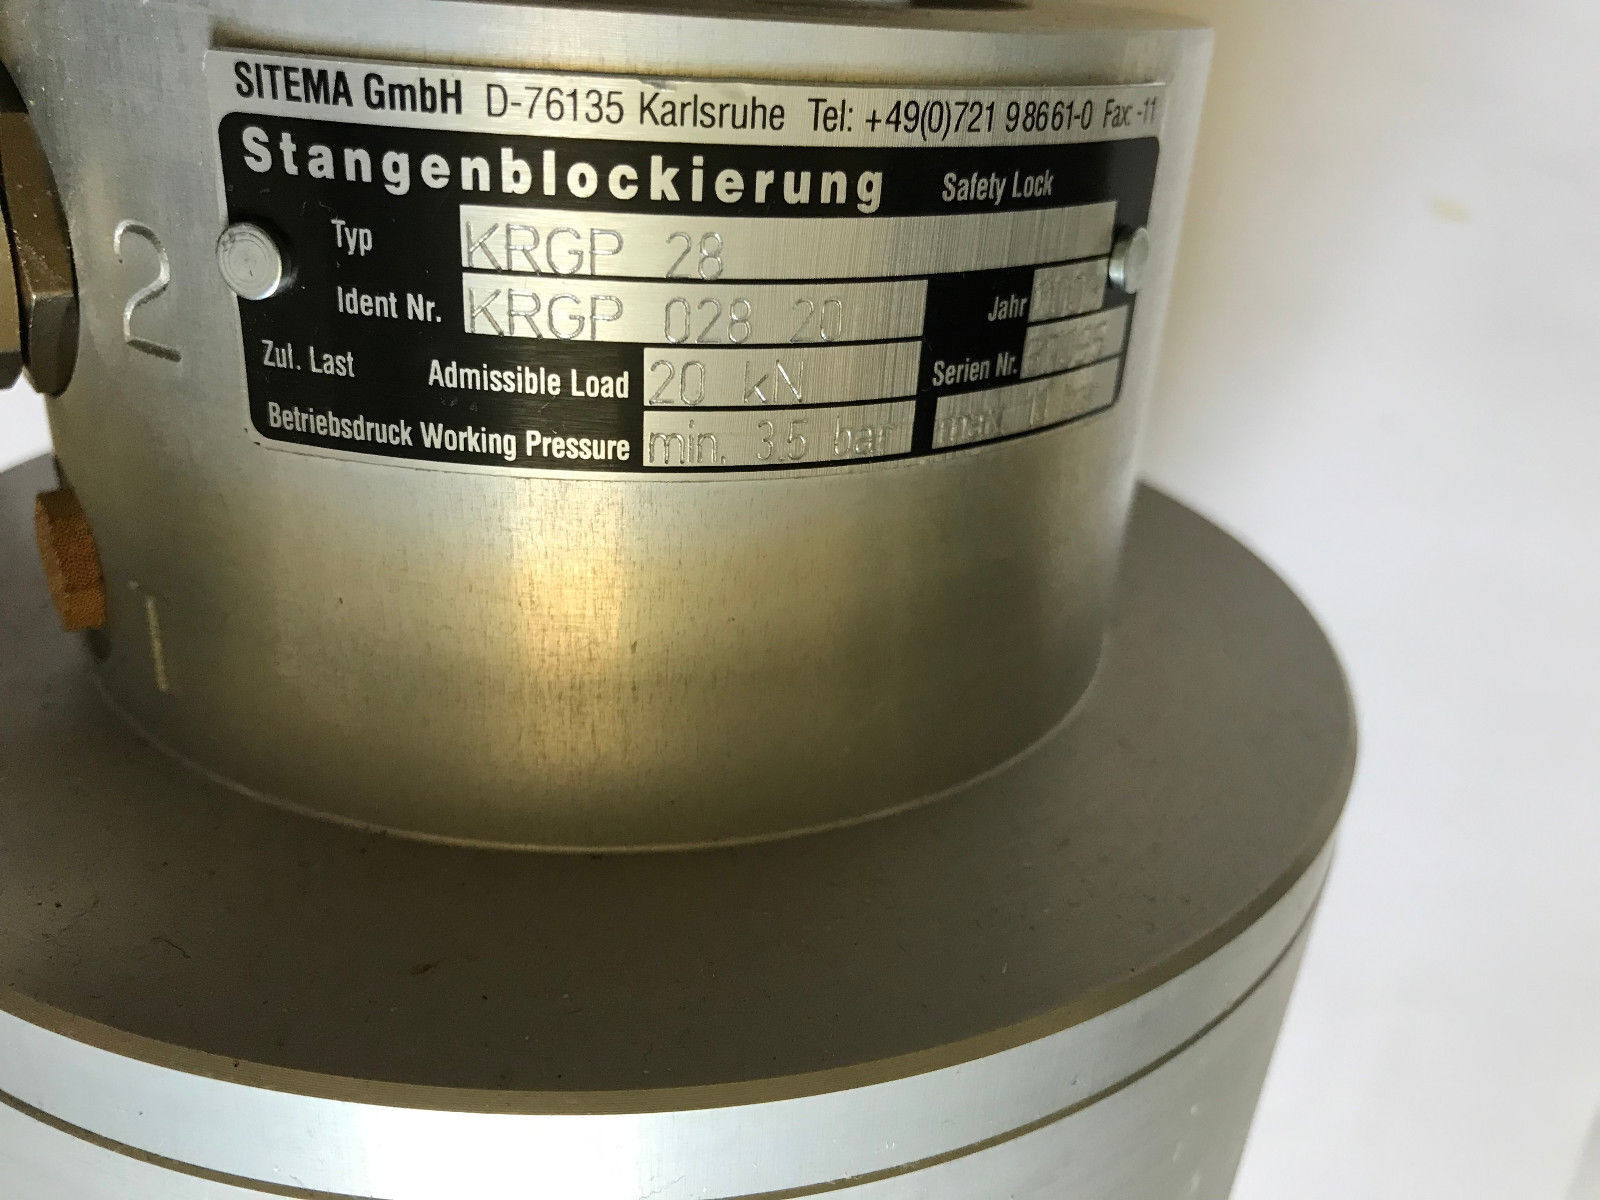 SITEMA GmbH D-76135 Karlsruhe Tel: +49(0)721 98661-0 Fax: -11
Stangenblockierung Safety Lock
Typ KRGP 28
Ident Nr. KRGP 028 20 Jahr
Zul. Last Admissible Load 20 kN Serien Nr.
Betriebsdruck Working Pressure min. 3.5 bar max
2
1